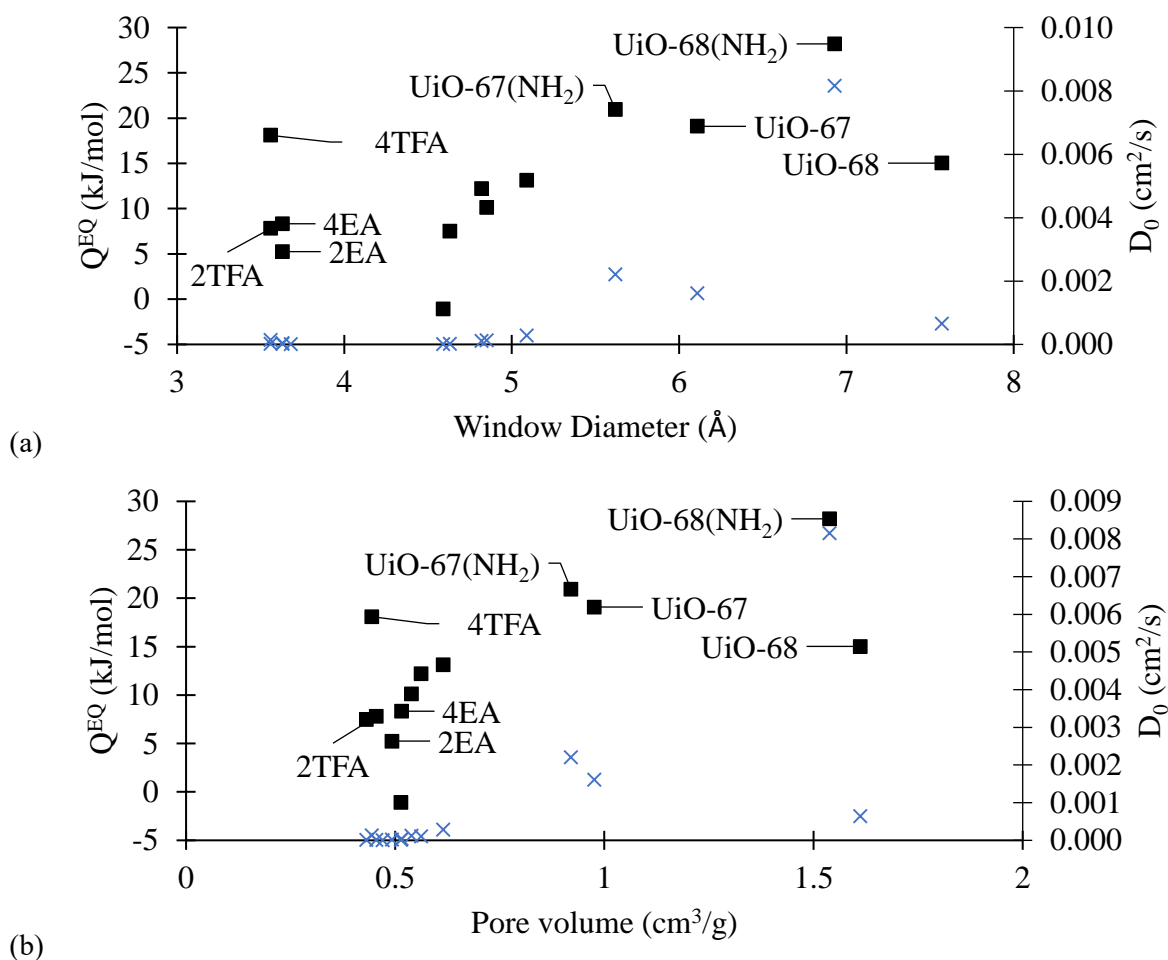 30
25
20
15
10
5
0
-5
Q^EQ (kJ/mol)
0.010
0.008
0.006
0.004
0.002
0.000
D₀ (cm²/s)
UiO-68(NH₂)
UiO-67(NH₂)
UiO-67
4TFA
UiO-68
4EA
2TFA
2EA
3 4 5 6 7 8
Window Diameter (Å)
(a)
30
25
20
15
10
5
0
-5
Q^EQ (kJ/mol)
0.009
0.008
0.007
0.006
0.005
0.004
0.003
0.002
0.001
0.000
D₀ (cm²/s)
UiO-68(NH₂)
UiO-67(NH₂)
UiO-67
4TFA
UiO-68
4EA
2TFA
2EA
0 0.5 1 1.5 2
Pore volume (cm³/g)
(b)